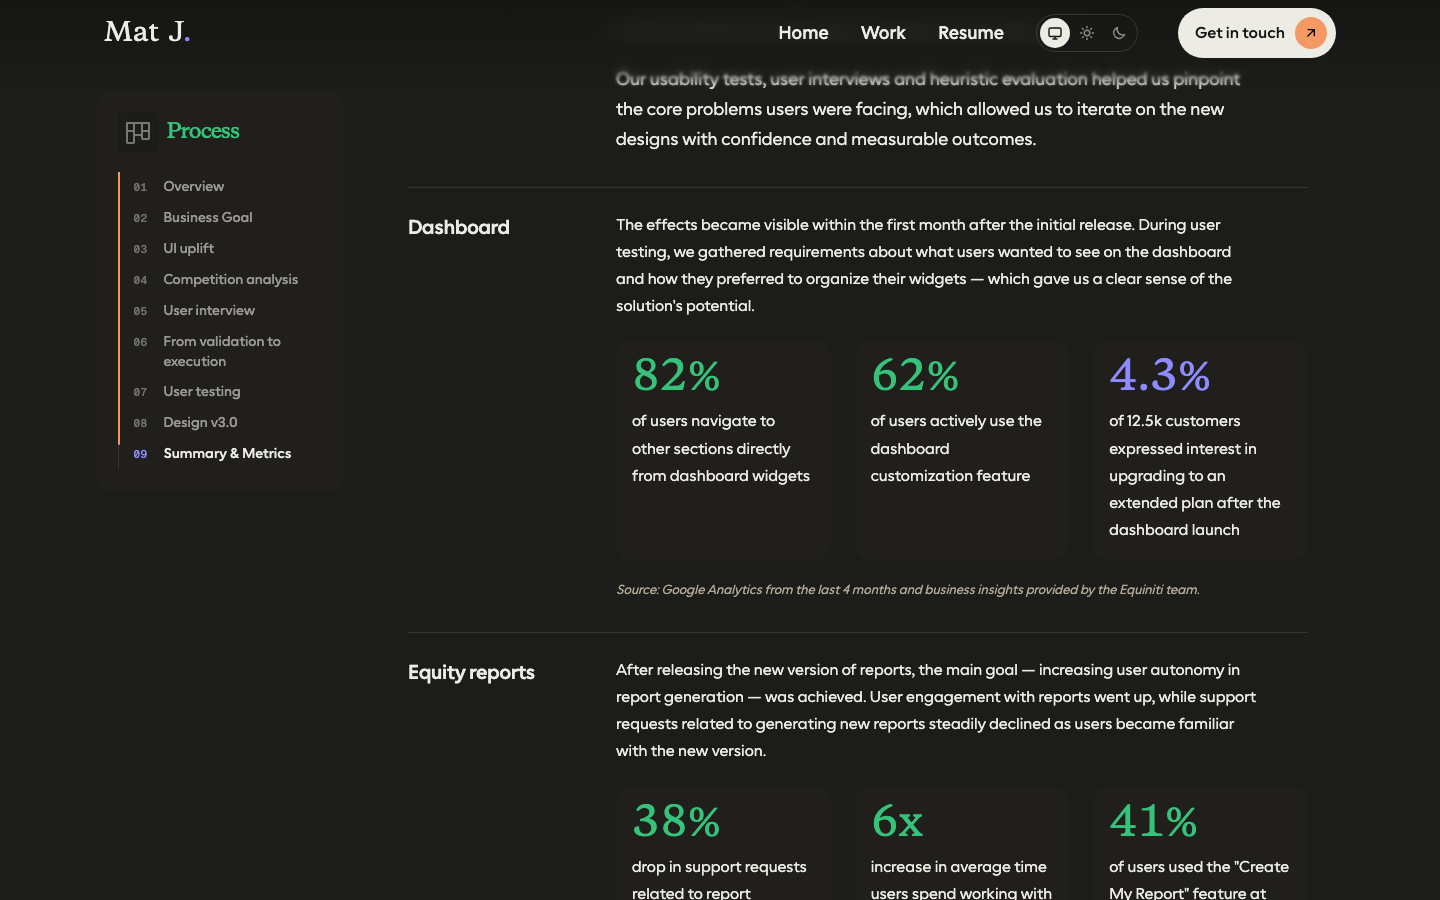 Mat J.
Home
Work
Resume
Get in touch
Process
01 Overview
02 Business Goal
03 UI uplift
04 Competition analysis
05 User interview
06 From validation to
execution
07 User testing
08 Design v3.0
09 Summary & Metrics
Our usability tests, user interviews and heuristic evaluation helped us pinpoint
the core problems users were facing, which allowed us to iterate on the new
designs with confidence and measurable outcomes.
Dashboard
The effects became visible within the first month after the initial release. During user
testing, we gathered requirements about what users wanted to see on the dashboard
and how they preferred to organize their widgets — which gave us a clear sense of the
solution's potential.
82%
of users navigate to
other sections directly
from dashboard widgets
62%
of users actively use the
dashboard
customization feature
4.3%
of 12.5k customers
expressed interest in
upgrading to an
extended plan after the
dashboard launch
Source: Google Analytics from the last 4 months and business insights provided by the Equiniti team.
Equity reports
After releasing the new version of reports, the main goal — increasing user autonomy in
report generation — was achieved. User engagement with reports went up, while support
requests related to generating new reports steadily declined as users became familiar
with the new version.
38%
drop in support requests
related to report
6x
increase in average time
users spend working with
41%
of users used the "Create
My Report" feature at